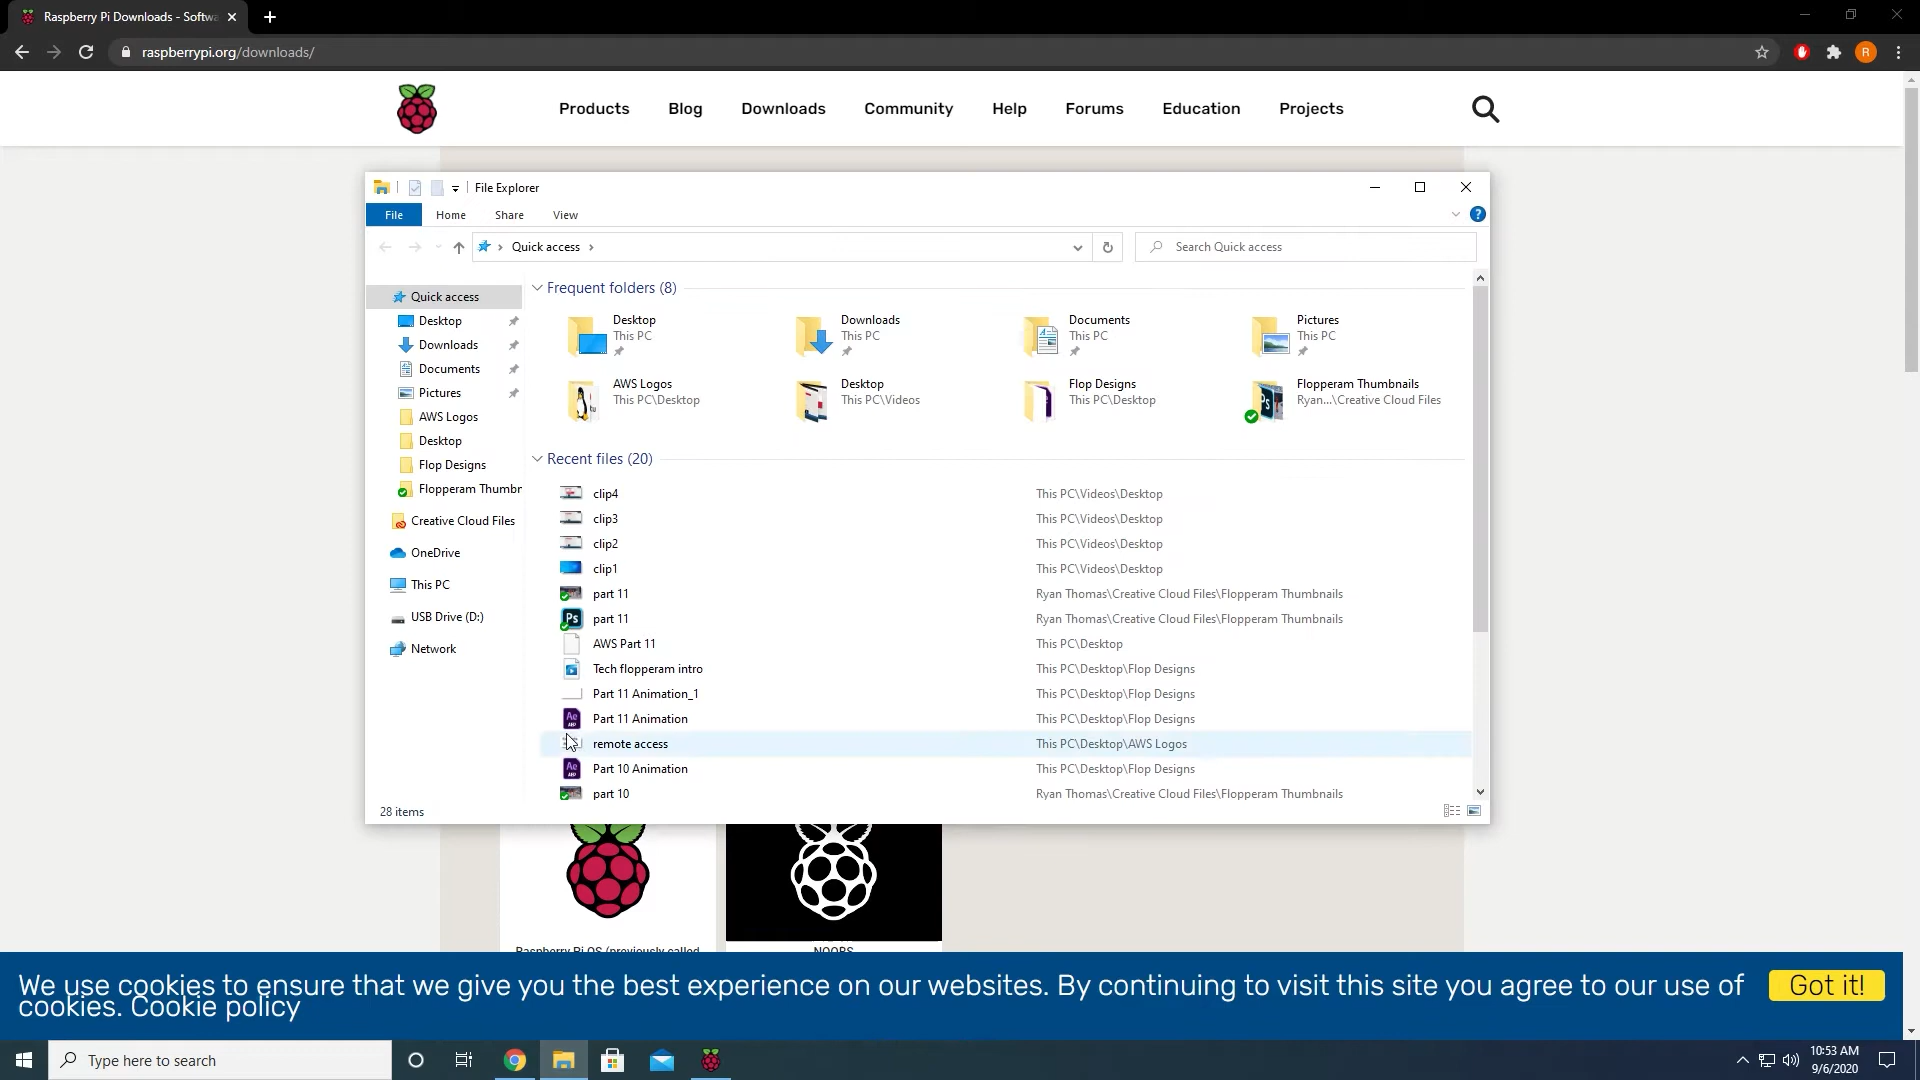 Raspberry Pi Downloads - Softwa
raspberrypi.org/downloads/
R
Products Blog Downloads Community Help Forums Education Projects
File Explorer
File Home Share View
?
Quick access
Search Quick access
Quick access
Desktop
Downloads
Documents
Pictures
AWS Logos
Desktop
Flop Designs
Flopperam Thumbn
Creative Cloud Files
OneDrive
This PC
USB Drive (D:)
Network
Frequent folders (8)
Desktop
This PC
Downloads
This PC
Documents
This PC
Pictures
This PC
AWS Logos
This PC\Desktop
Desktop
This PC\Videos
Flop Designs
This PC\Desktop
Flopperam Thumbnails
Ryan...\Creative Cloud Files
Recent files (20)
clip4 This PC\Videos\Desktop
clip3 This PC\Videos\Desktop
clip2 This PC\Videos\Desktop
clip1 This PC\Videos\Desktop
part 11 Ryan Thomas\Creative Cloud Files\Flopperam Thumbnails
Ps part 11 Ryan Thomas\Creative Cloud Files\Flopperam Thumbnails
AWS Part 11 This PC\Desktop
Tech flopperam intro This PC\Desktop\Flop Designs
Part 11 Animation_1 This PC\Desktop\Flop Designs
Ae Part 11 Animation This PC\Desktop\Flop Designs
remote access This PC\Desktop\AWS Logos
Ae Part 10 Animation This PC\Desktop\Flop Designs
part 10 Ryan Thomas\Creative Cloud Files\Flopperam Thumbnails
28 items
Raspberry Pi OS (previously called
NOOBS
We use cookies to ensure that we give you the best experience on our websites. By continuing to visit this site you agree to our use of
cookies. Cookie policy
Got it!
Type here to search
10:53 AM
9/6/2020